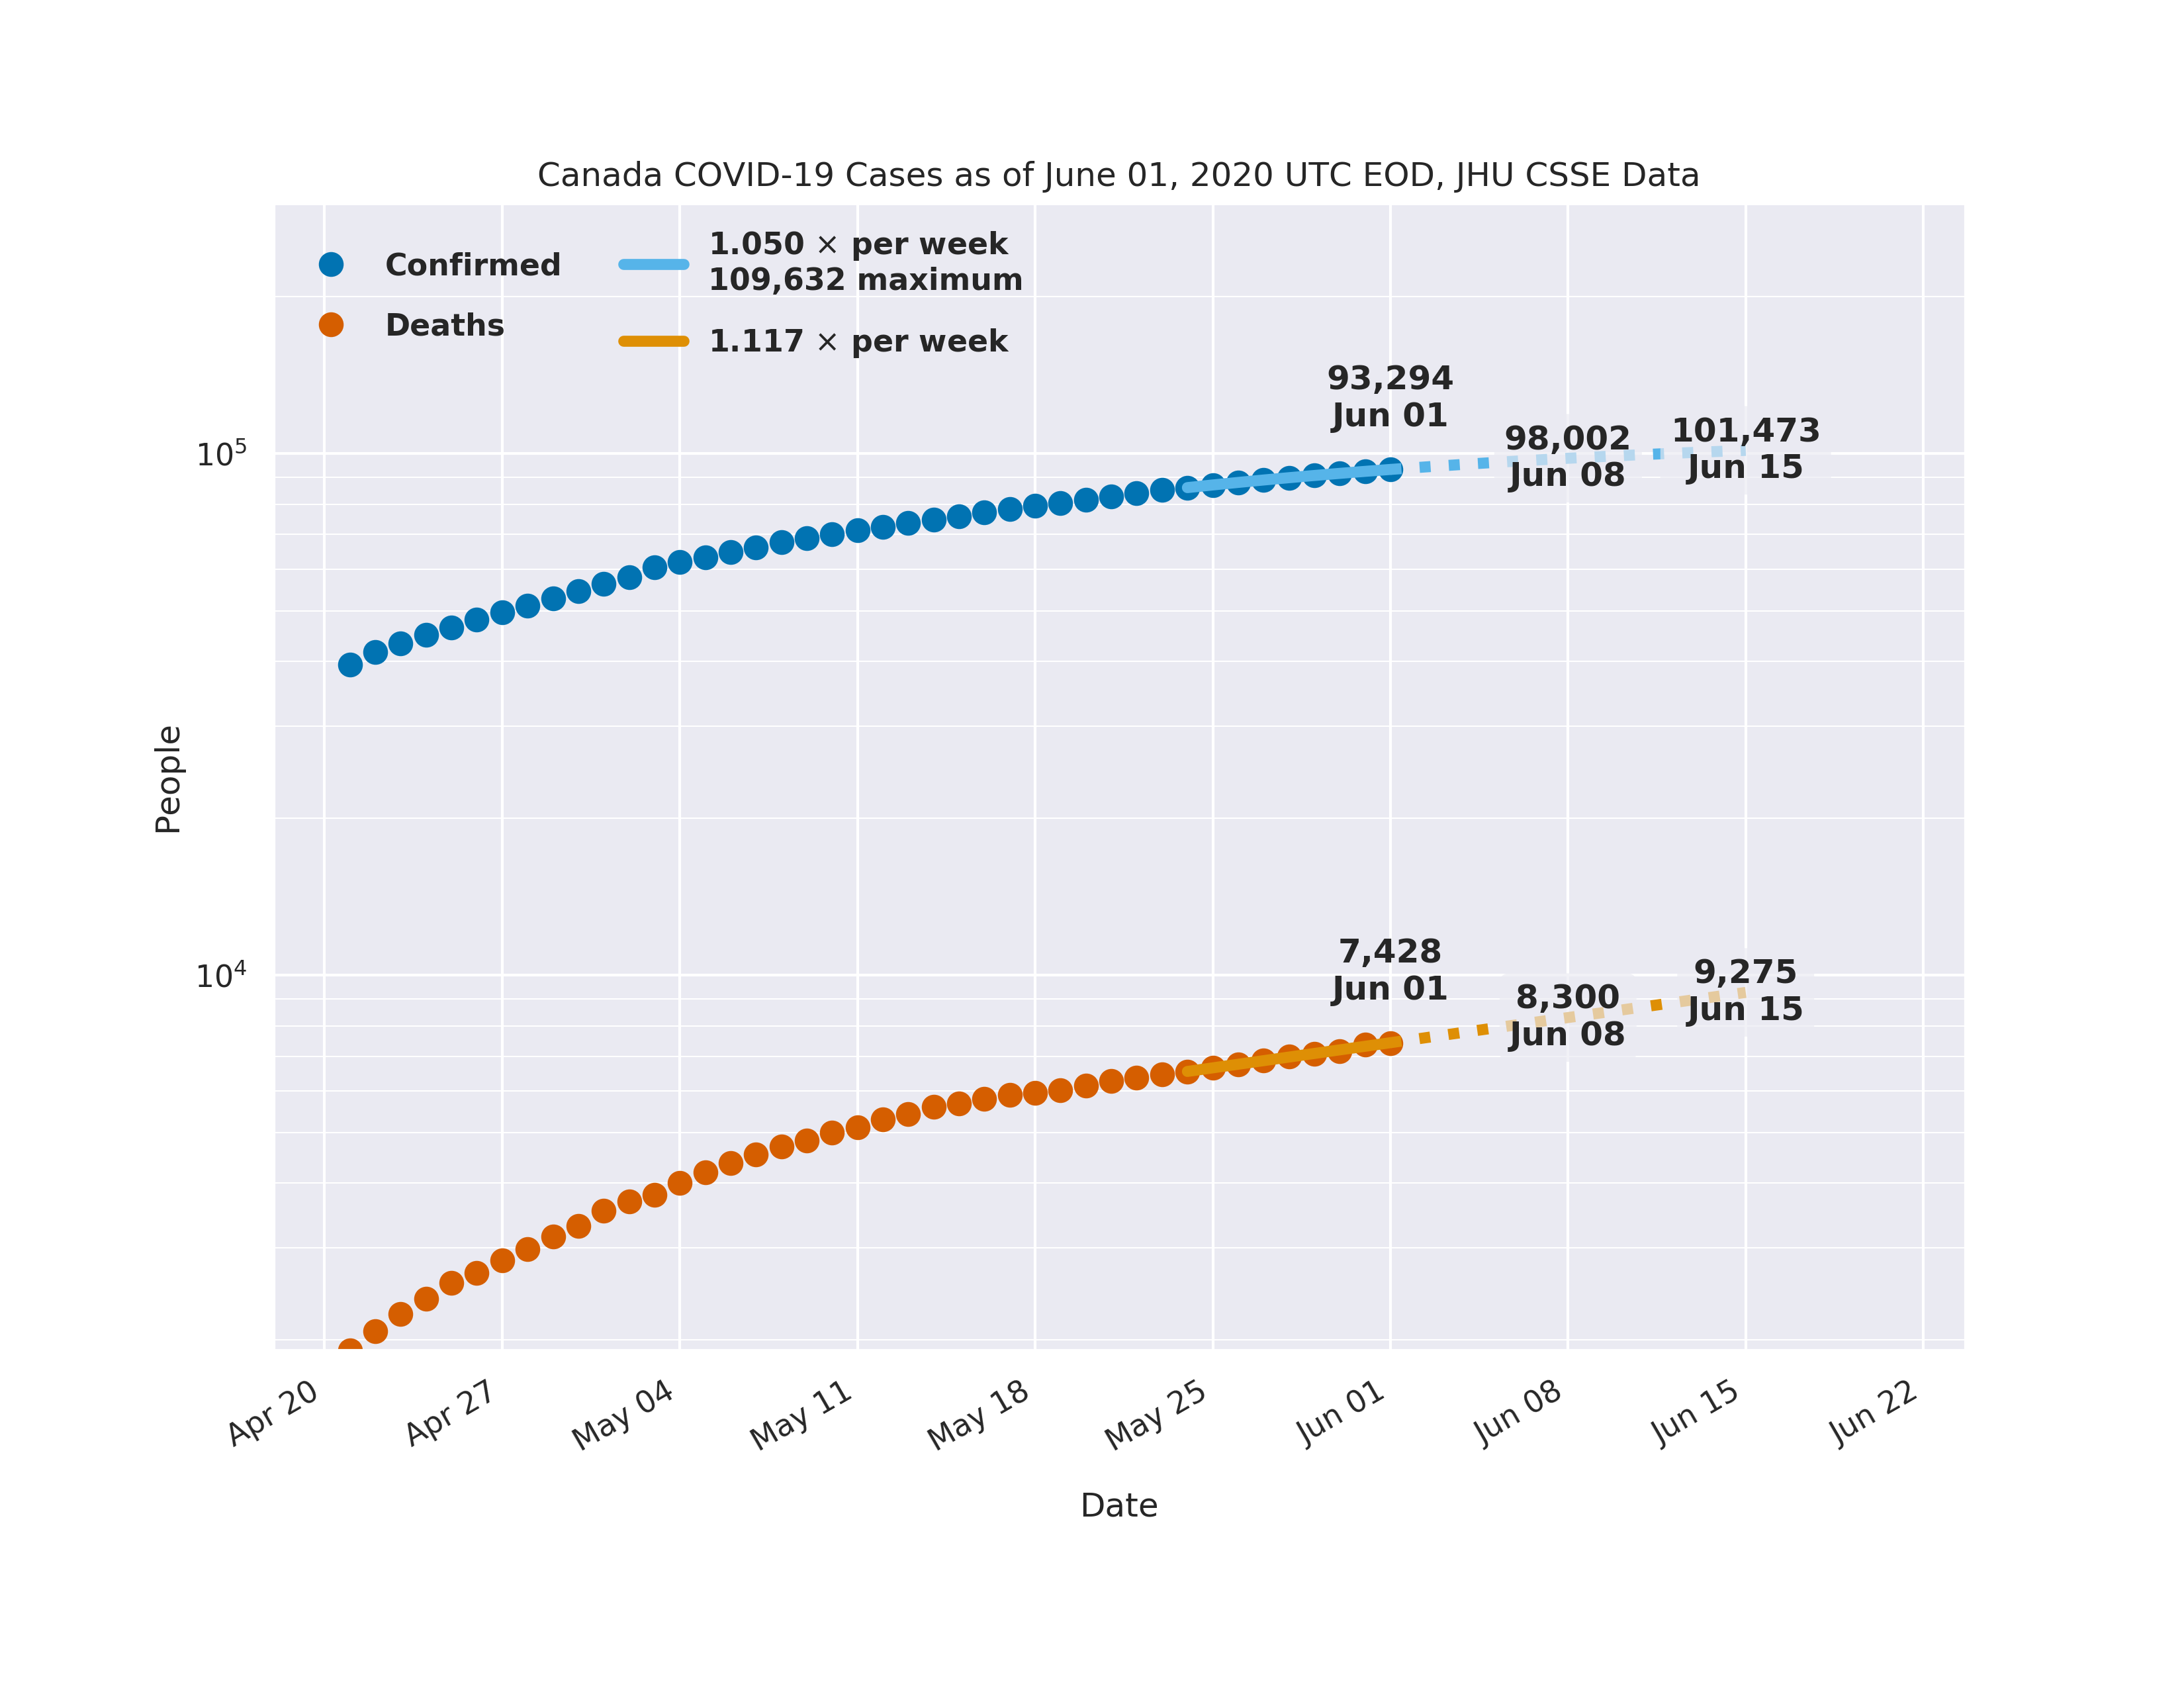 Canada COVID-19 Cases as of June 01, 2020 UTC EOD, JHU CSSE Data
Confirmed
Deaths
1.050 × per week
109,632 maximum
1.117 × per week
93,294
Jun 01
98,002
Jun 08
101,473
Jun 15
7,428
Jun 01
8,300
Jun 08
9,275
Jun 15
10⁵
10⁴
People
Apr 20
Apr 27
May 04
May 11
May 18
May 25
Jun 01
Jun 08
Jun 15
Jun 22
Date